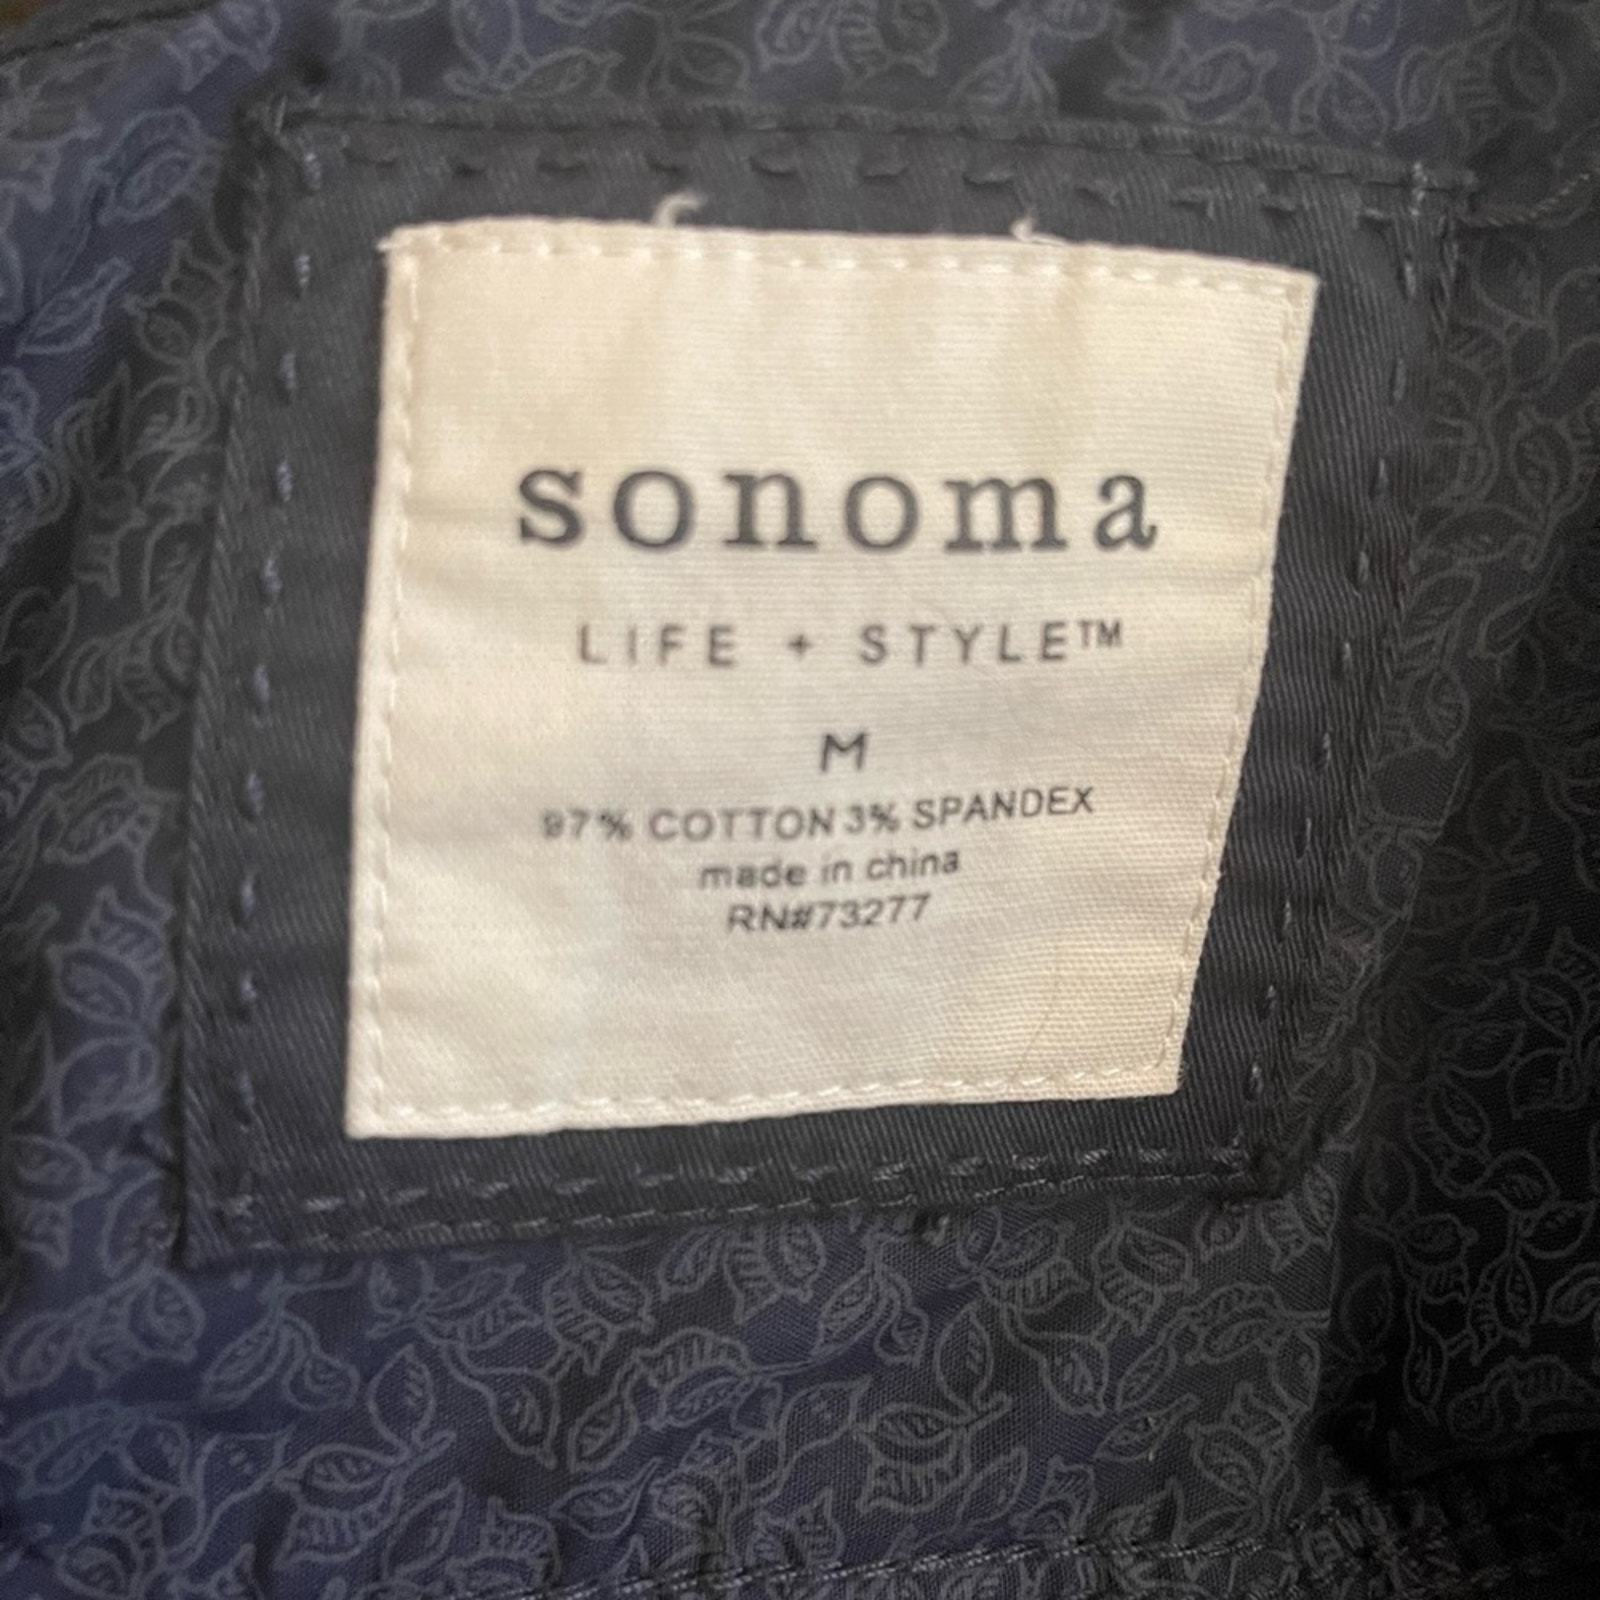 sonoma
LIFE + STYLE™
M
97% COTTON 3% SPANDEX
made in china
RN#73277